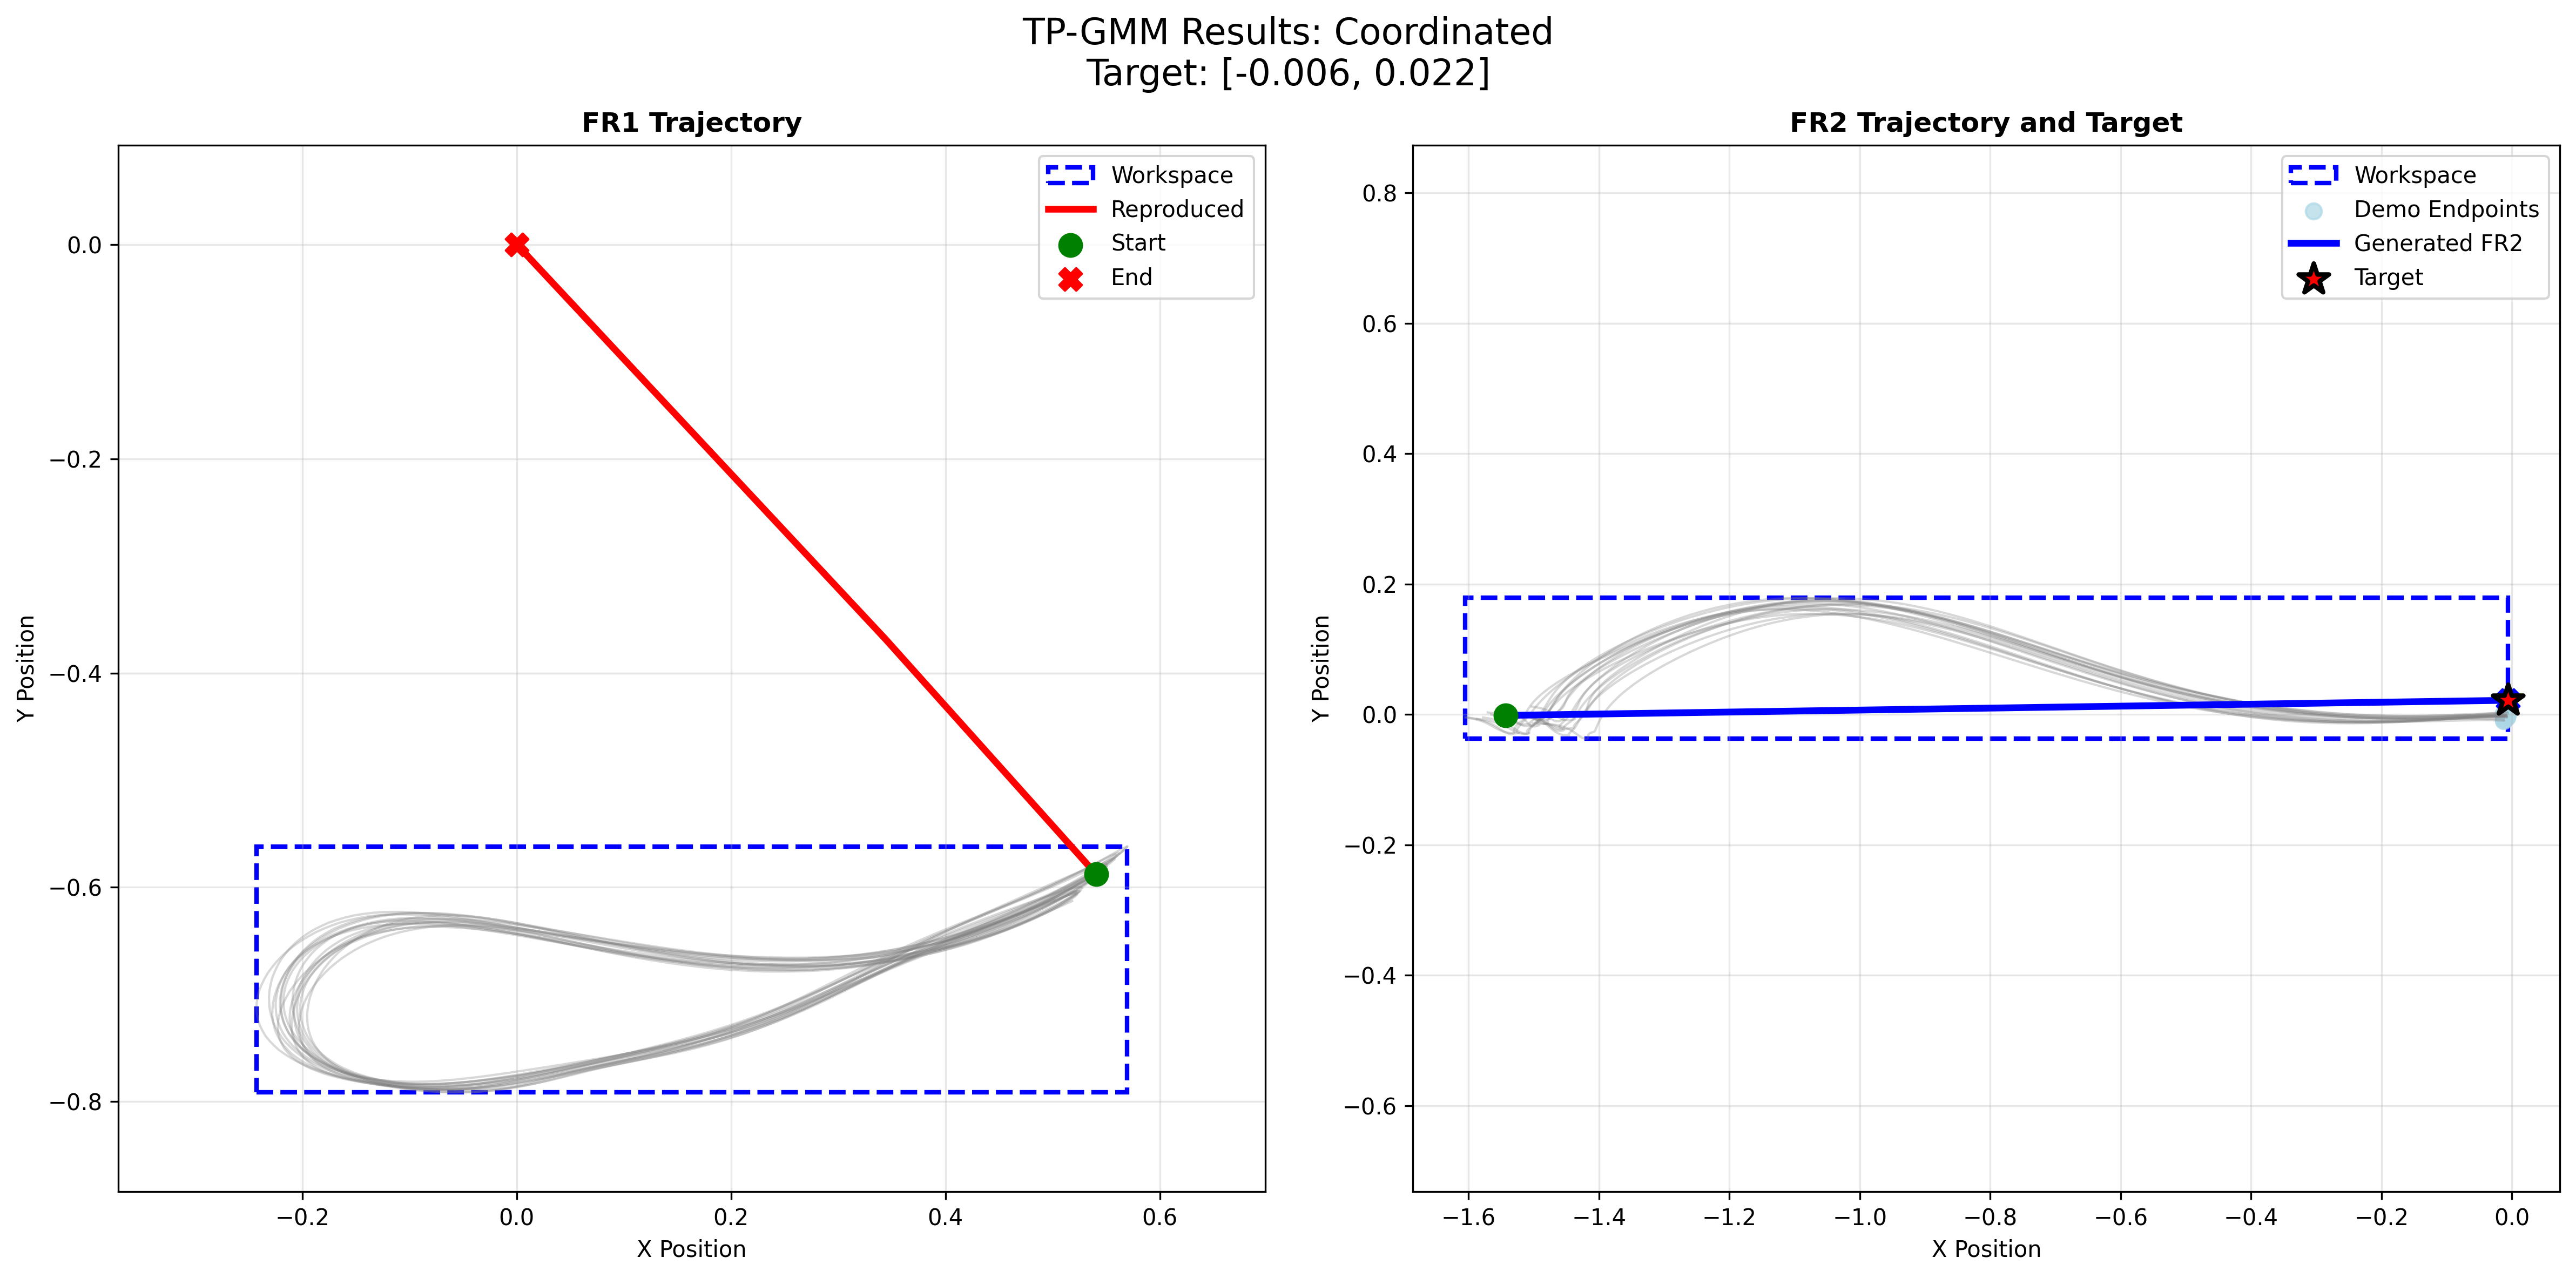 TP-GMM Results: Coordinated
Target: [-0.006, 0.022]
FR1 Trajectory
Workspace
Reproduced
Start
End
0.0
−0.2
−0.4
−0.6
−0.8
Y Position
−0.2
0.0
0.2
0.4
0.6
X Position
FR2 Trajectory and Target
Workspace
Demo Endpoints
Generated FR2
Target
0.8
0.6
0.4
0.2
0.0
−0.2
−0.4
−0.6
Y Position
−1.6
−1.4
−1.2
−1.0
−0.8
−0.6
−0.4
−0.2
0.0
X Position